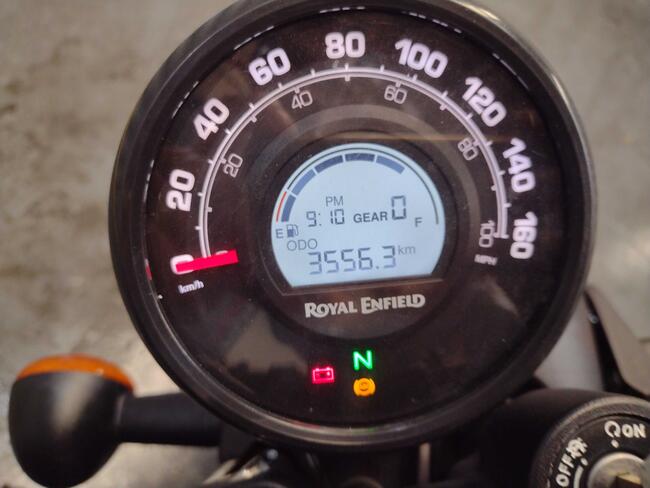 0 20 40 60 80 100 120 140 160
20 40 60 80 100
km/h
MPH
PM
9:10 GEAR 0
E F
ODO
3556.3 km
ROYAL ENFIELD
N
OFF ON